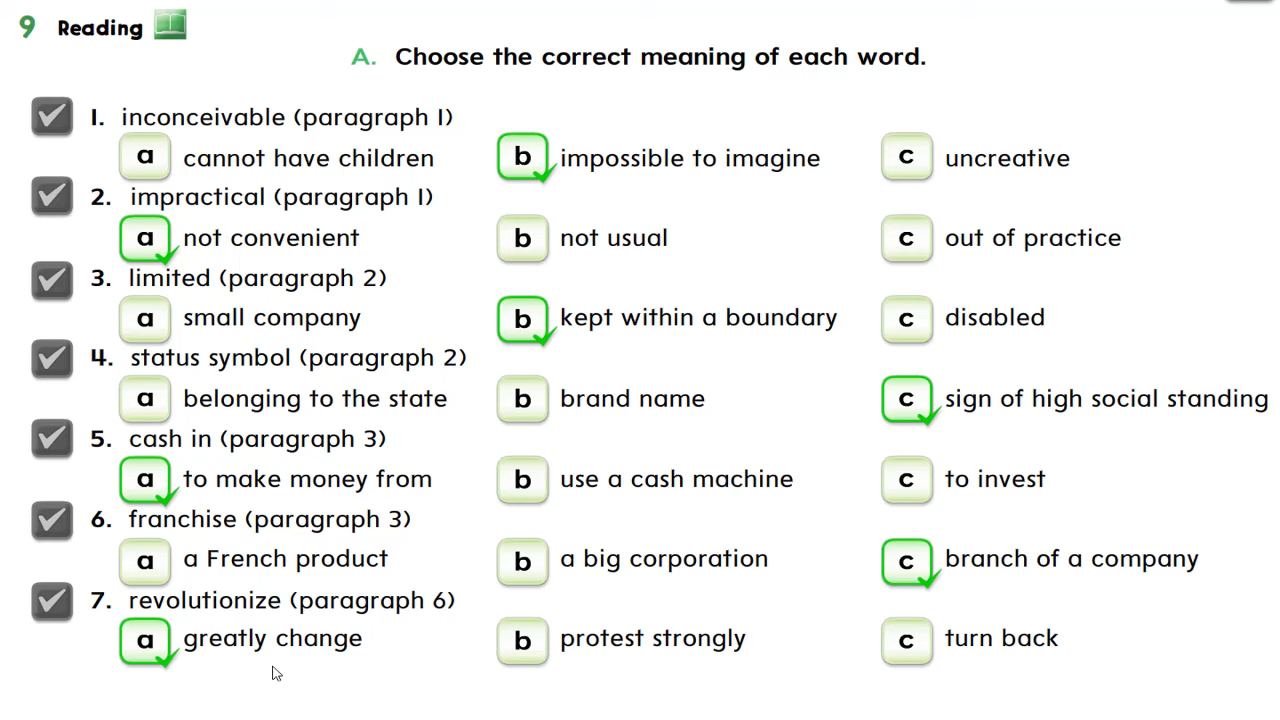 9 Reading
A. Choose the correct meaning of each word.
1. inconceivable (paragraph 1)
a cannot have children b impossible to imagine c uncreative
2. impractical (paragraph 1)
a not convenient b not usual c out of practice
3. limited (paragraph 2)
a small company b kept within a boundary c disabled
4. status symbol (paragraph 2)
a belonging to the state b brand name c sign of high social standing
5. cash in (paragraph 3)
a to make money from b use a cash machine c to invest
6. franchise (paragraph 3)
a a French product b a big corporation c branch of a company
7. revolutionize (paragraph 6)
a greatly change b protest strongly c turn back